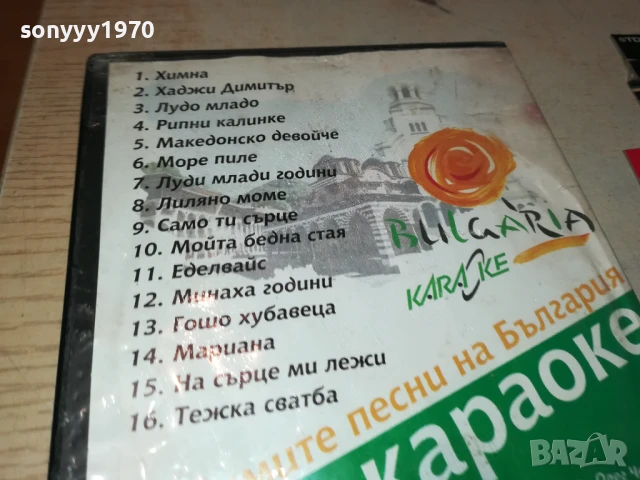 sonyyy1970
1. Химна
2. Хаджи Димитър
3. Лудо младо
4. Рипни калинке
5. Македонско девойче
6. Море пиле
7. Луди млади години
8. Лиляно моме
9. Само ти сърце
10. Мойта бедна стая
11. Еделвайс
12. Минаха години
13. Гошо хубавеца
14. Мариана
15. На сърце ми лежи
16. Тежска сватба
BULGARIA
KARAOKE
песни на България
караоке
BAZAR